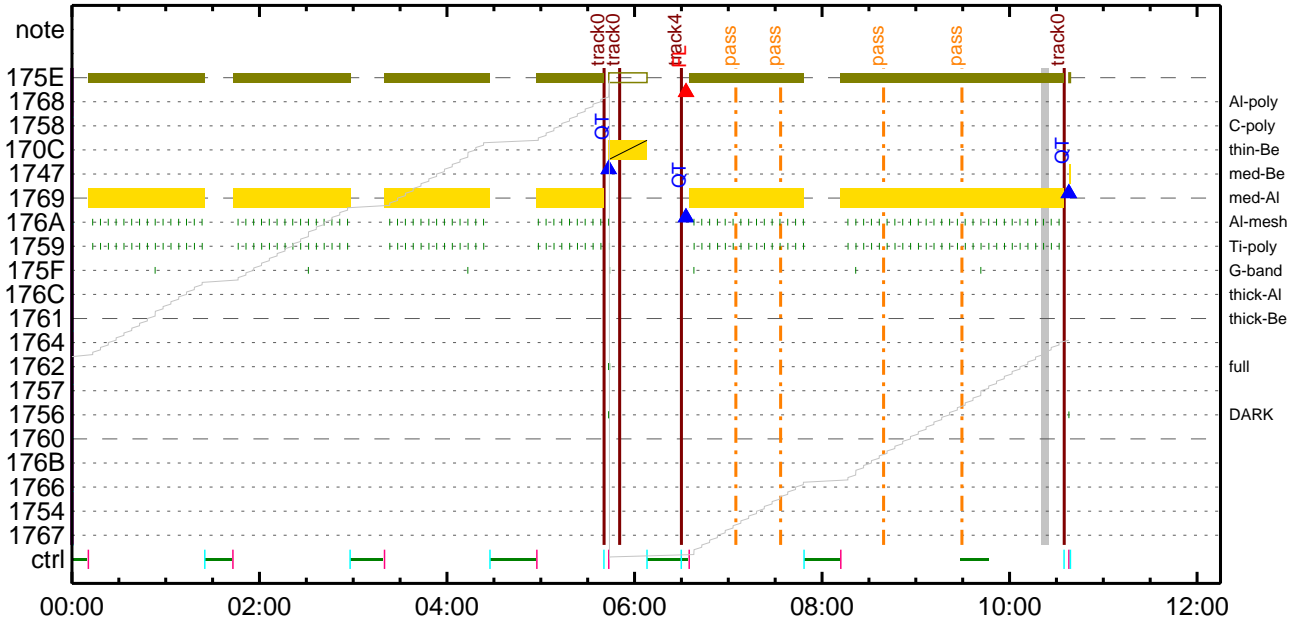 note
track0
track0
track4
FL
pass
pass
pass
pass
track0
175E
1768 Al-poly
1758 C-poly
QT
QT
170C thin-Be
1747 med-Be
QT
1769 med-Al
176A Al-mesh
1759 Ti-poly
175F G-band
176C thick-Al
1761 thick-Be
1764
1762 full
1757
1756 DARK
1760
176B
1766
1754
1767
ctrl
00:00 02:00 04:00 06:00 08:00 10:00 12:00